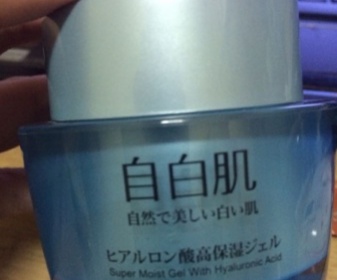 自白肌
自然で美しい白い肌
ヒアルロン酸高保湿ジェル
Super Moist Gel With Hyaluronic Acid